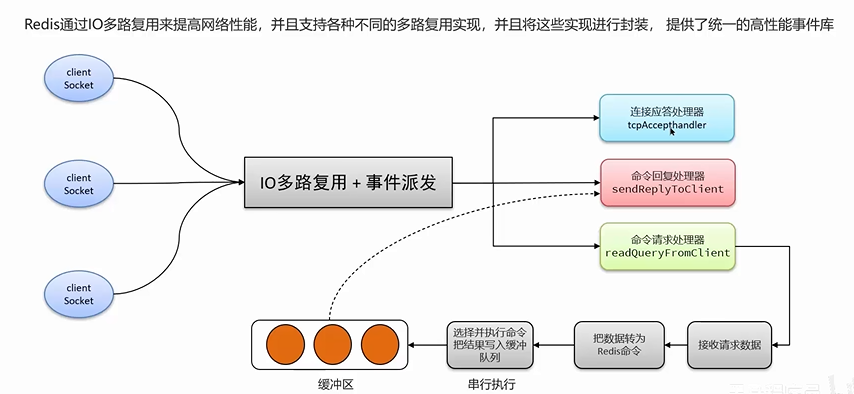 Redis通过IO多路复用来提高网络性能，并且支持各种不同的多路复用实现，并且将这些实现进行封装， 提供了统一的高性能事件库
client
Socket
连接应答处理器
tcpAccepthandler
client
Socket
IO多路复用 + 事件派发
命令回复处理器
sendReplyToClient
命令请求处理器
readQueryFromClient
client
Socket
选择并执行命令
把结果写入缓冲
队列
把数据转为
Redis命令
接收请求数据
缓冲区
串行执行